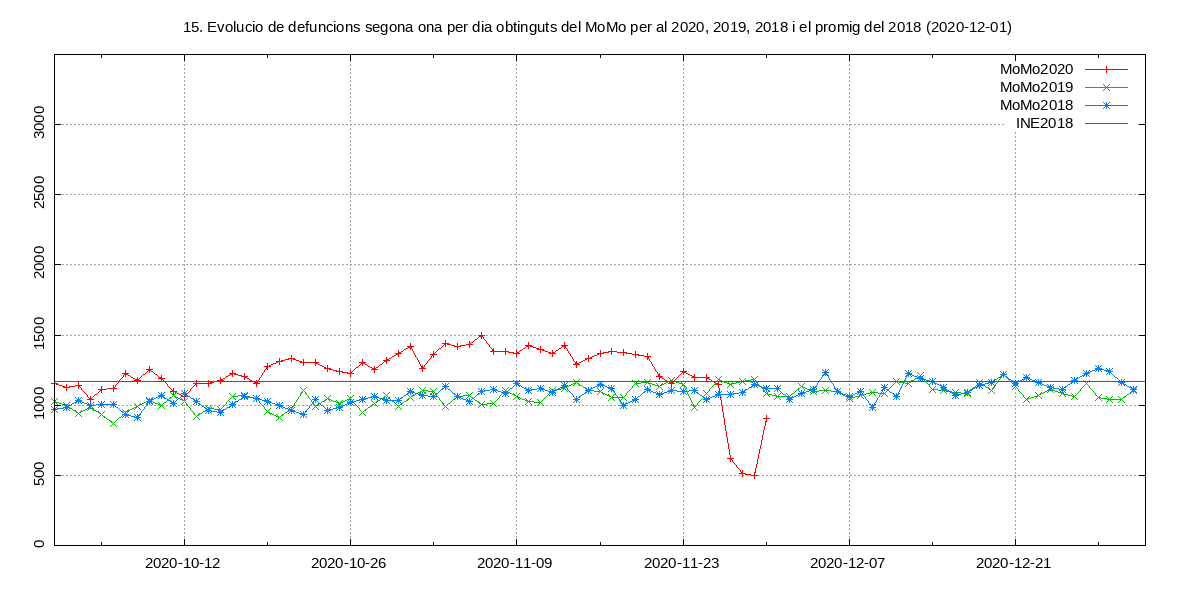 15. Evolucio de defuncions segona ona per dia obtinguts del MoMo per al 2020, 2019, 2018 i el promig del 2018 (2020-12-01)
MoMo2020
MoMo2019
MoMo2018
INE2018
3000
2500
2000
1500
1000
500
0
2020-10-12 2020-10-26 2020-11-09 2020-11-23 2020-12-07 2020-12-21